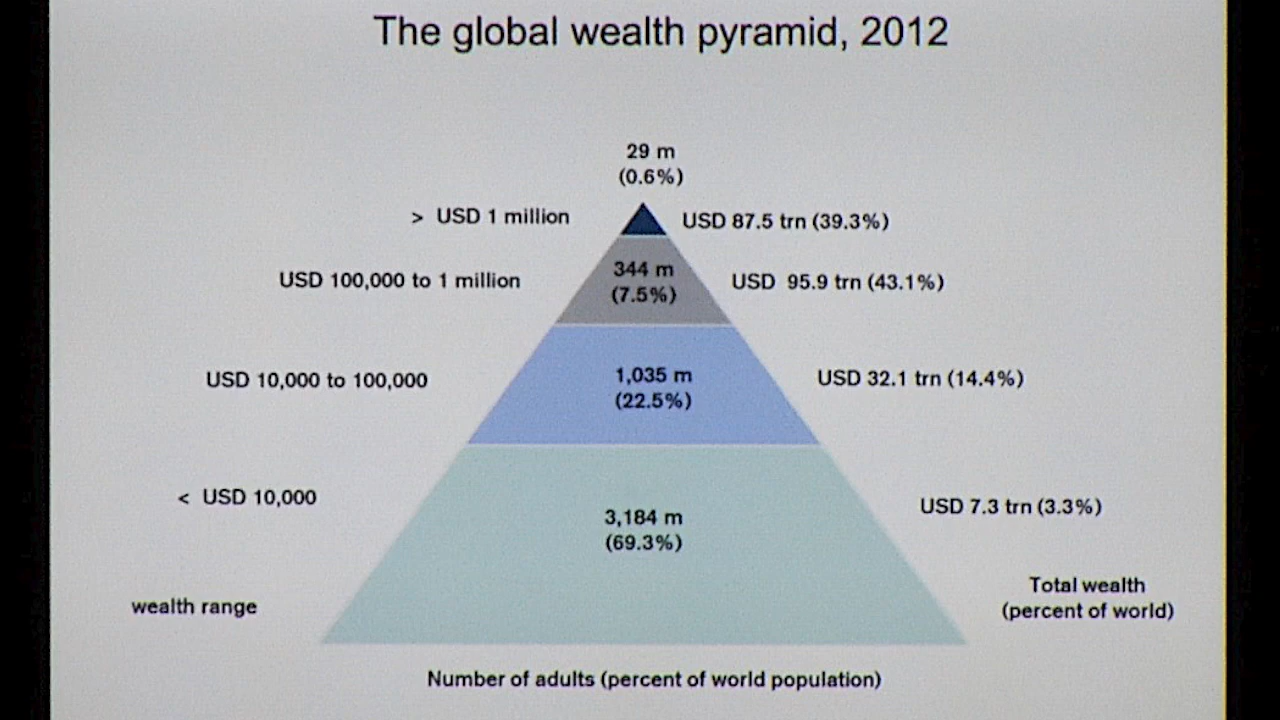 The global wealth pyramid, 2012
29 m
(0.6%)
> USD 1 million
USD 87.5 trn (39.3%)
USD 100,000 to 1 million
344 m
(7.5%)
USD 95.9 trn (43.1%)
USD 10,000 to 100,000
1,035 m
(22.5%)
USD 32.1 trn (14.4%)
< USD 10,000
3,184 m
(69.3%)
USD 7.3 trn (3.3%)
wealth range
Total wealth
(percent of world)
Number of adults (percent of world population)